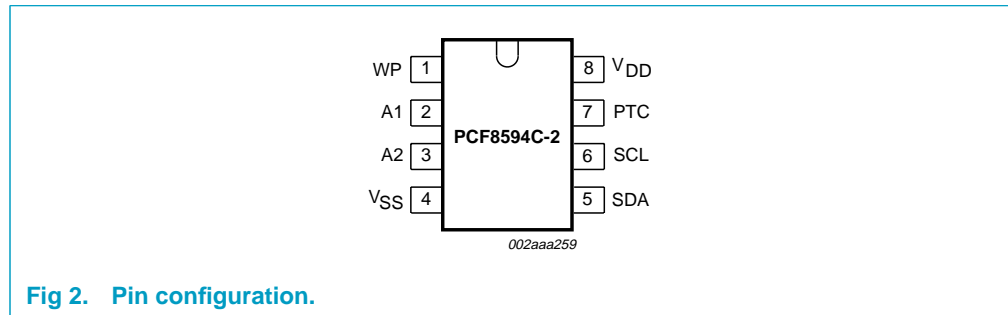 WP 1 8 VDD
A1 2 7 PTC
PCF8594C-2
A2 3 6 SCL
VSS 4 5 SDA
002aaa259
Fig 2. Pin configuration.